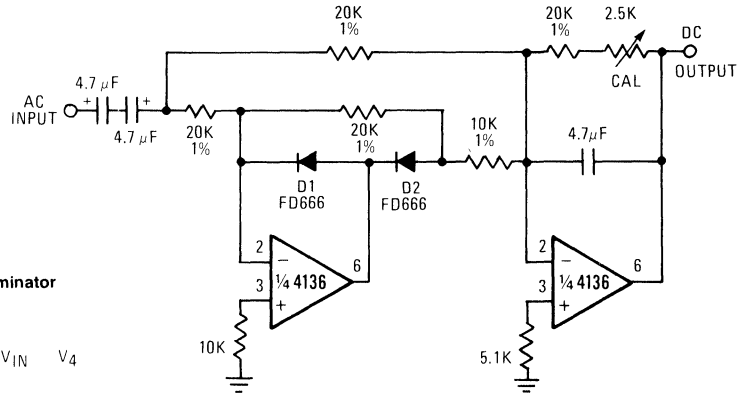 20K
1%
20K
1%
2.5K
DC
OUTPUT
CAL
4.7 µF
AC
INPUT
+
+
4.7 µF
20K
1%
20K
1%
10K
1%
4.7µF
D1
FD666
D2
FD666
2
−
6
3
¼ 4136
+
10K
2
−
6
3
¼ 4136
+
5.1K
minator
VIN V4